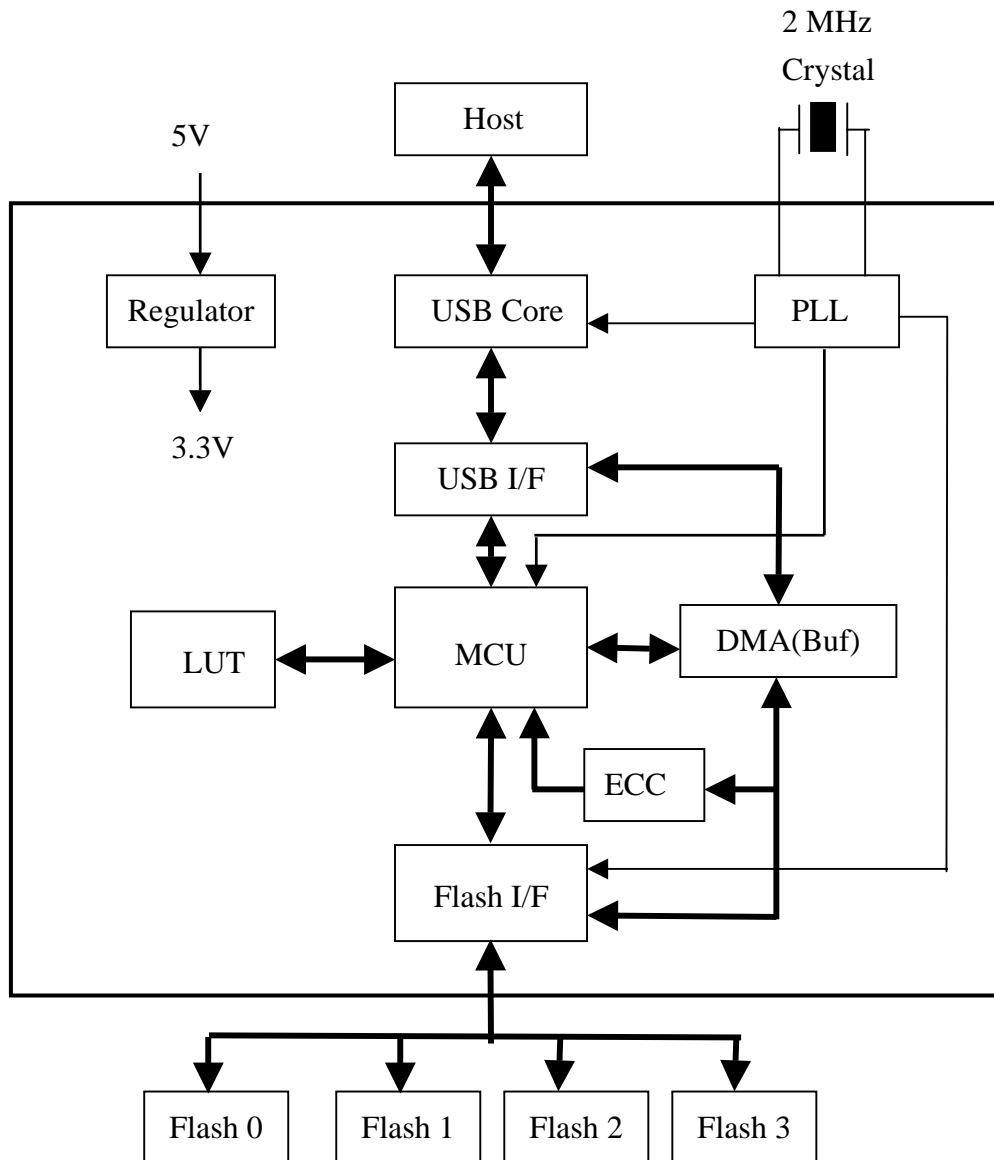 2 MHz
Crystal
Host
5V
Regulator
USB Core
PLL
3.3V
USB I/F
LUT
MCU
DMA(Buf)
ECC
Flash I/F
Flash 0
Flash 1
Flash 2
Flash 3